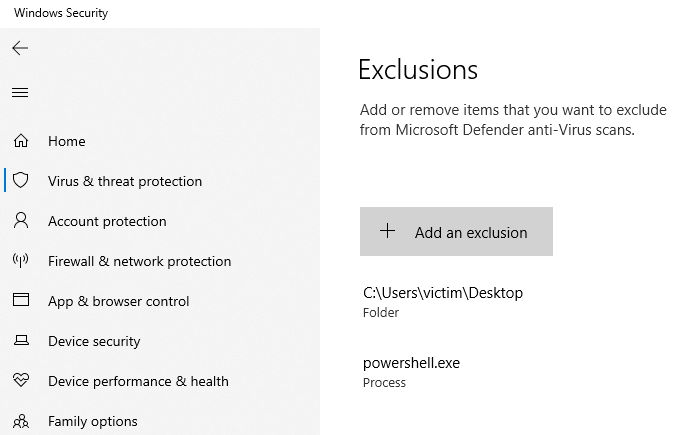 Windows Security
Home
Virus & threat protection
Account protection
Firewall & network protection
App & browser control
Device security
Device performance & health
Family options
Exclusions
Add or remove items that you want to exclude
from Microsoft Defender anti-Virus scans.
Add an exclusion
C:\Users\victim\Desktop
Folder
powershell.exe
Process